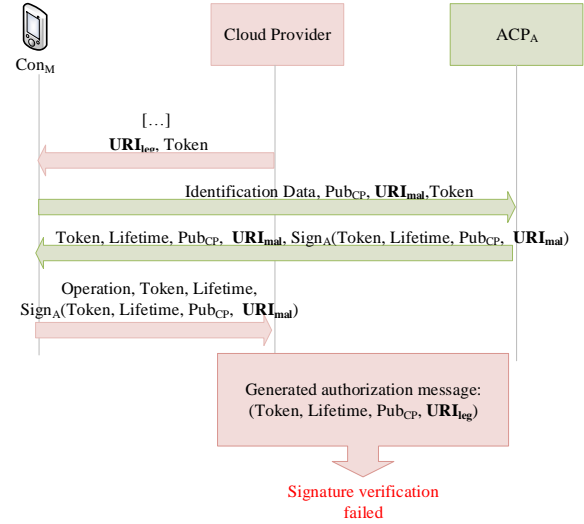 Cloud Provider
ACP_A
Con_M
[…]
URI_leg, Token
Identification Data, Pub_CP, URI_mal,Token
Token, Lifetime, Pub_CP, URI_mal, Sign_A(Token, Lifetime, Pub_CP, URI_mal)
Operation, Token, Lifetime,
Sign_A(Token, Lifetime, Pub_CP, URI_mal)
Generated authorization message:
(Token, Lifetime, Pub_CP, URI_leg)
Signature verification
failed